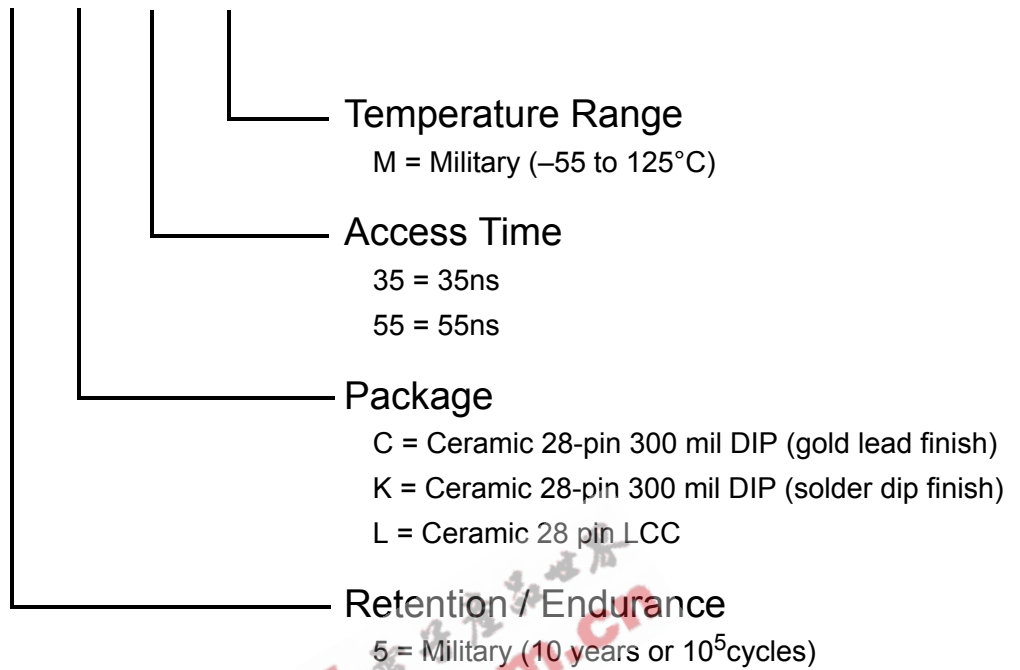 Temperature Range
M = Military (–55 to 125°C)
Access Time
35 = 35ns
55 = 55ns
Package
C = Ceramic 28-pin 300 mil DIP (gold lead finish)
K = Ceramic 28-pin 300 mil DIP (solder dip finish)
L = Ceramic 28 pin LCC
Retention / Endurance
5 = Military (10 years or 10⁵cycles)